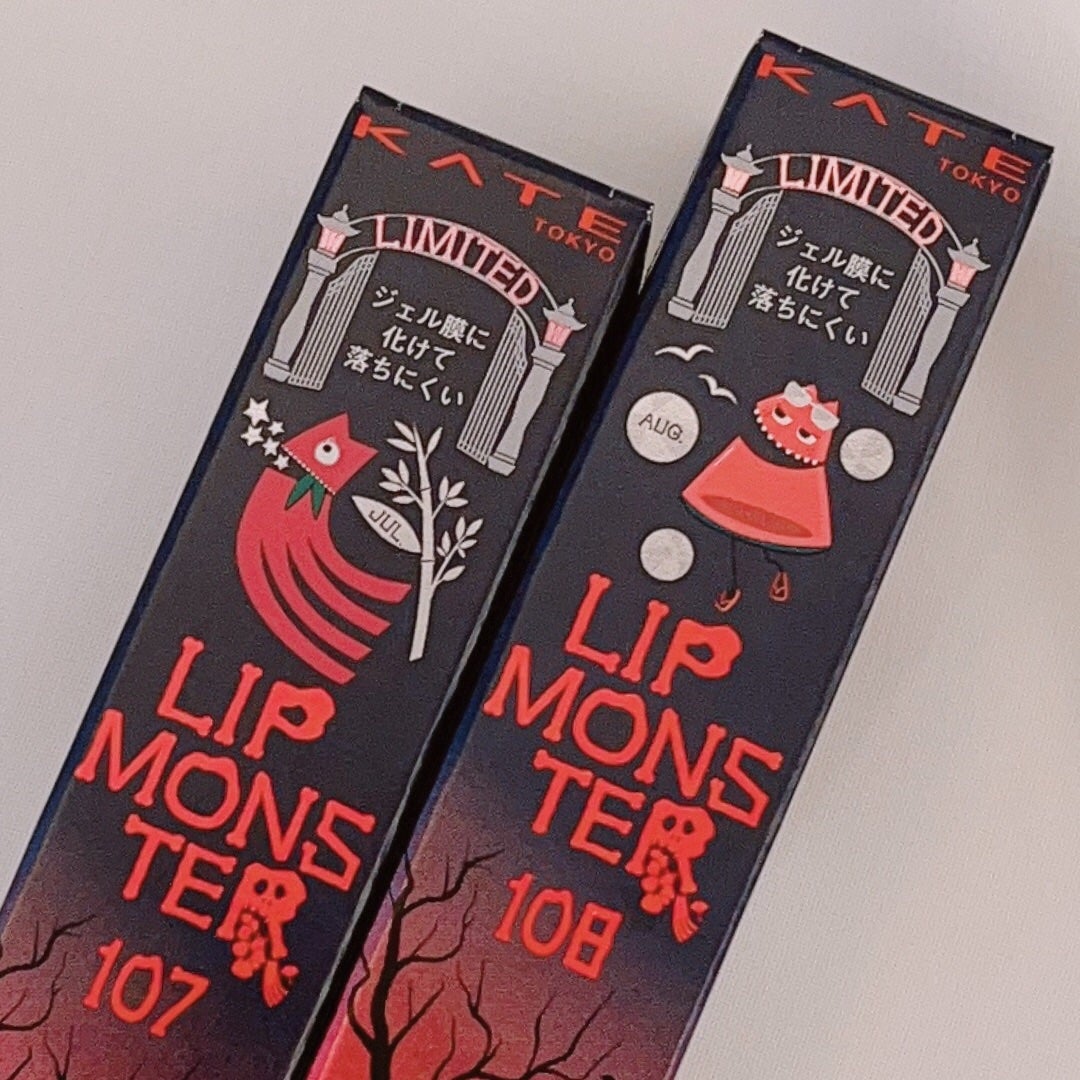 KATE
TOKYO
LIMITED
ジェル膜に
化けて
落ちにくい
JUL.
LIP
MONS
TER
107
KATE
TOKYO
LIMITED
ジェル膜に
化けて
落ちにくい
AUG.
LIP
MONS
TER
108